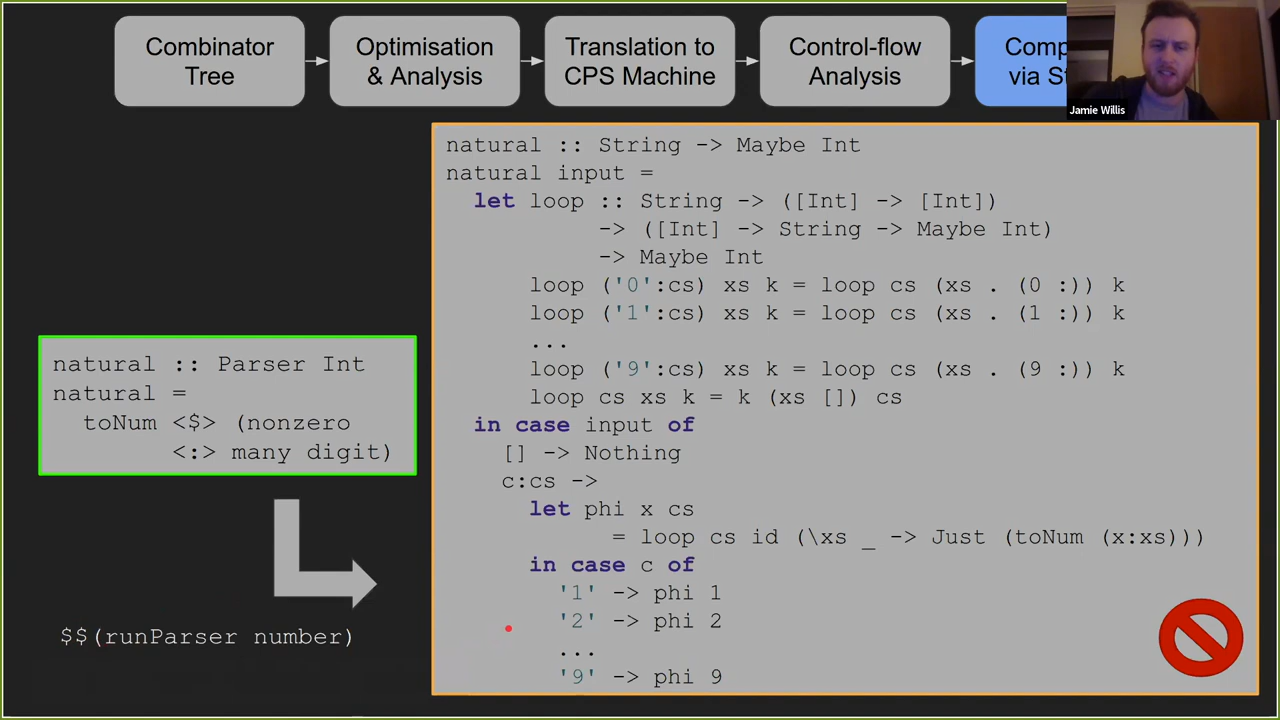 Combinator
Tree
Optimisation
& Analysis
Translation to
CPS Machine
Control-flow
Analysis
via
Jamie Willis
natural :: String -> Maybe Int
natural input =
let loop :: String -> ([Int] -> [Int])
-> ([Int] -> String -> Maybe Int)
-> Maybe Int
loop ('0':cs) xs k = loop cs (xs . (0 :)) k
loop ('1':cs) xs k = loop cs (xs . (1 :)) k
...
loop ('9':cs) xs k = loop cs (xs . (9 :)) k
loop cs xs k = k (xs []) cs
in case input of
[] -> Nothing
c:cs ->
let phi x cs
= loop cs id (\xs _ -> Just (toNum (x:xs)))
in case c of
'1' -> phi 1
'2' -> phi 2
...
'9' -> phi 9
natural :: Parser Int
natural =
toNum <$> (nonzero
<:> many digit)
$$(runParser number)